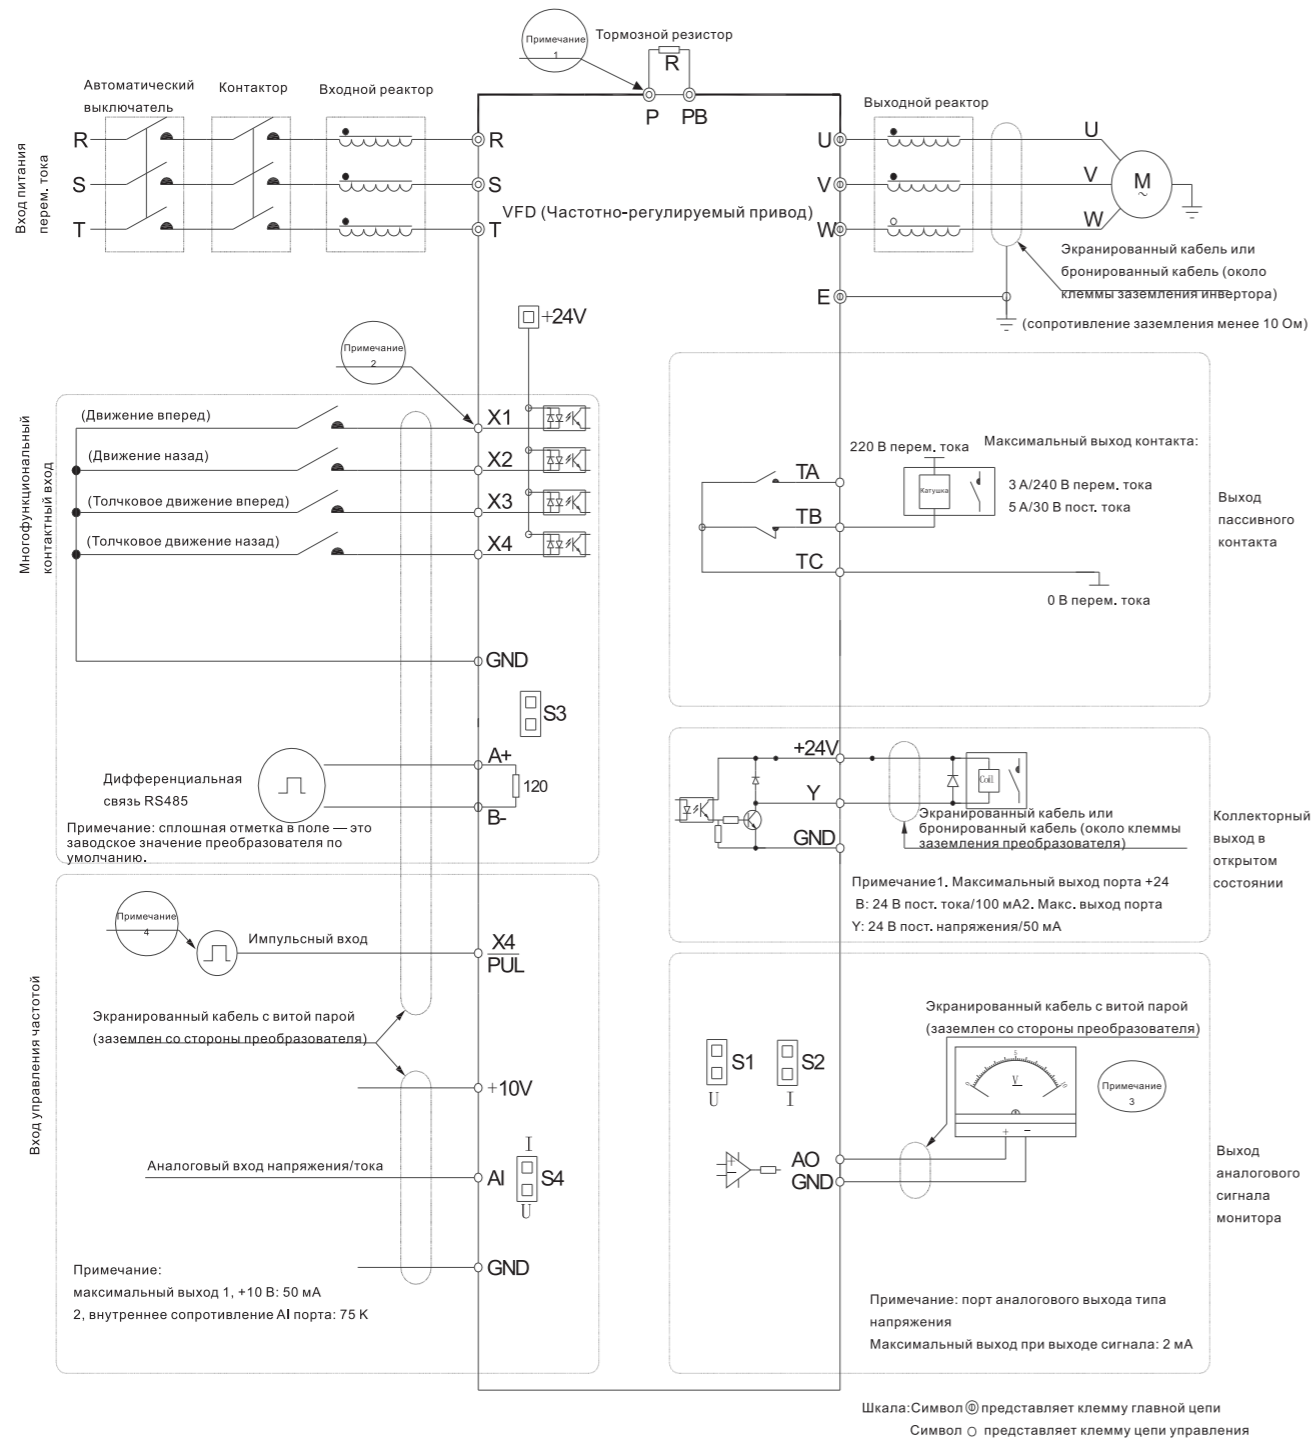 Примечание
1
Тормозной резистор
R
P
PB
Автоматический
выключатель
Контактор
Входной реактор
Выходной реактор
Вход питания
перем. тока
R
S
T
R
S
T
VFD (Частотно-регулируемый привод)
U
V
W
U
V
W
M
~
Экранированный кабель или
бронированный кабель (около
клеммы заземления инвертора)
E
(сопротивление заземления менее 10 Ом)
+24V
Примечание
2
Многофункциональный
контактный вход
(Движение вперед)
X1
(Движение назад)
X2
(Толчковое движение вперед)
X3
(Толчковое движение назад)
X4
GND
S3
A+
120
B-
Дифференциальная
связь RS485
Примечание: сплошная отметка в поле — это
заводское значение преобразователя по
умолчанию.
220 В перем. тока
Максимальный выход контакта:
TA
Катушка
3 А/240 В перем. тока
5 А/30 В пост. тока
TB
TC
0 В перем. тока
Выход
пассивного
контакта
+24V
Y
GND
Coil
Экранированный кабель или
бронированный кабель (около клеммы
заземления преобразователя)
Примечание1. Максимальный выход порта +24
В: 24 В пост. тока/100 мА2. Макс. выход порта
Y: 24 В пост. напряжения/50 мА
Коллекторный
выход в
открытом
состоянии
Вход управления частотой
Примечание
4
Импульсный вход
X4
PUL
Экранированный кабель с витой парой
(заземлен со стороны преобразователя)
+10V
Аналоговый вход напряжения/тока
AI
I
S4
U
GND
Примечание:
максимальный выход 1, +10 В: 50 мА
2, внутреннее сопротивление AI порта: 75 K
Экранированный кабель с витой парой
(заземлен со стороны преобразователя)
S1
U
S2
I
0
5
10
V
+
−
Примечание
3
AO
GND
Выход
аналогового
сигнала
монитора
Примечание: порт аналогового выхода типа
напряжения
Максимальный выход при выходе сигнала: 2 мА
Шкала:Символ представляет клемму главной цепи
Символ представляет клемму цепи управления